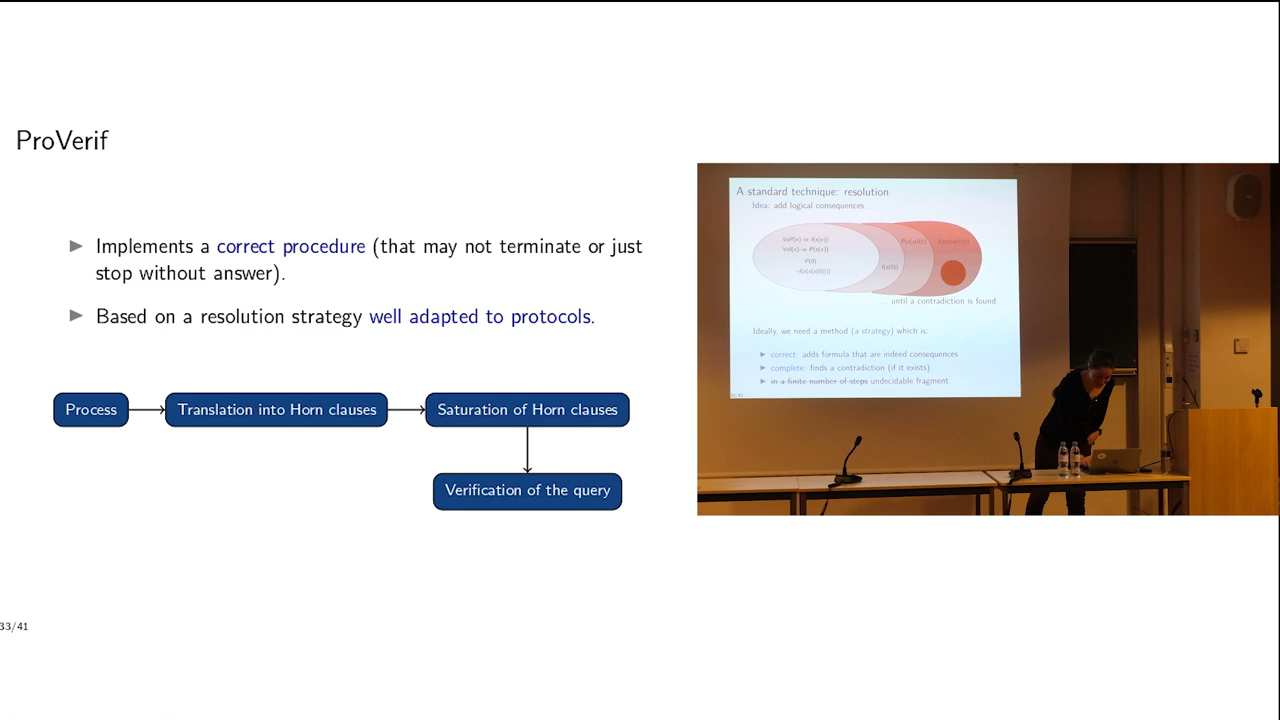 ProVerif
▶ Implements a correct procedure (that may not terminate or just
stop without answer).
▶ Based on a resolution strategy well adapted to protocols.
Process
Translation into Horn clauses
Saturation of Horn clauses
Verification of the query
33/41
A standard technique: resolution
Idea: add logical consequences ...
... until a contradiction is found.
Ideally, we need a method (a strategy) which is:
▶ correct: adds formula that are indeed consequences
▶ complete: finds a contradiction (if it exists)
▶ in a finite number of steps undecidable fragment
32/41